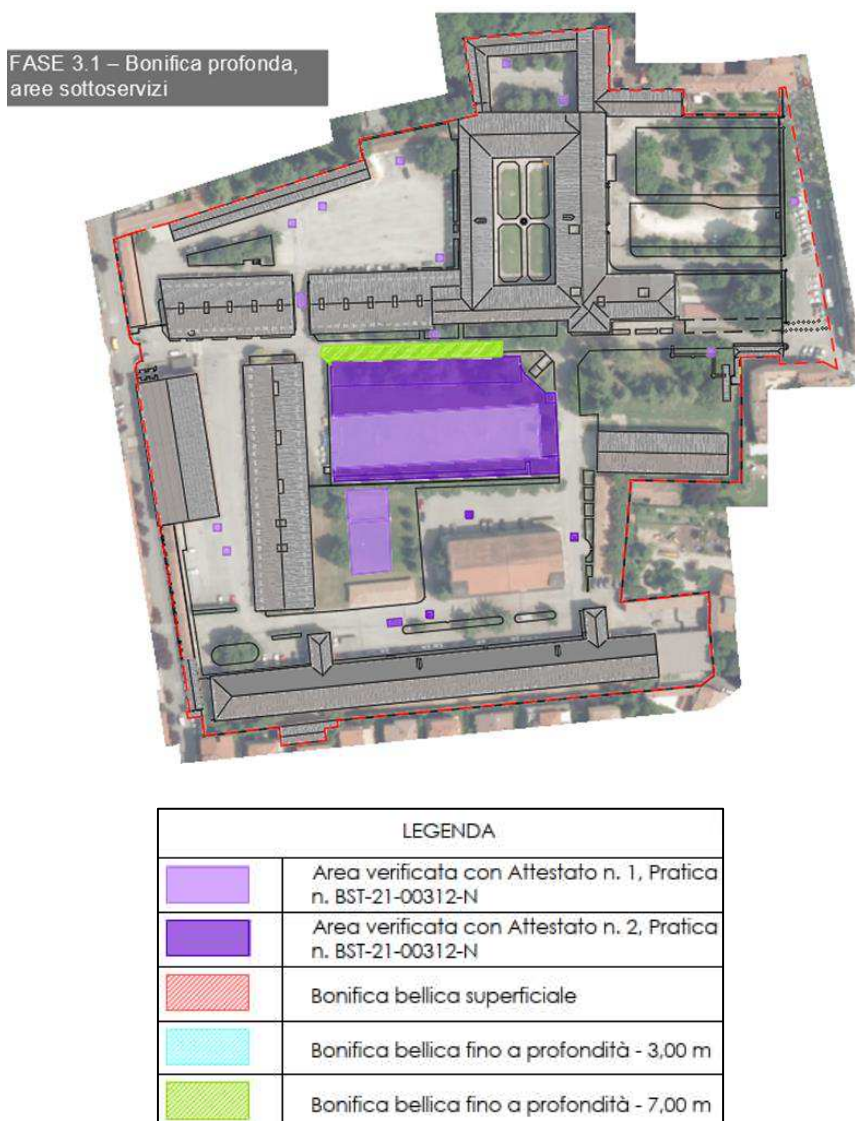 FASE 3.1 – Bonifica profonda,
aree sottoservizi
LEGENDA
Area verificata con Attestato n. 1, Pratica
n. BST-21-00312-N
Area verificata con Attestato n. 2, Pratica
n. BST-21-00312-N
Bonifica bellica superficiale
Bonifica bellica fino a profondità - 3,00 m
Bonifica bellica fino a profondità - 7,00 m